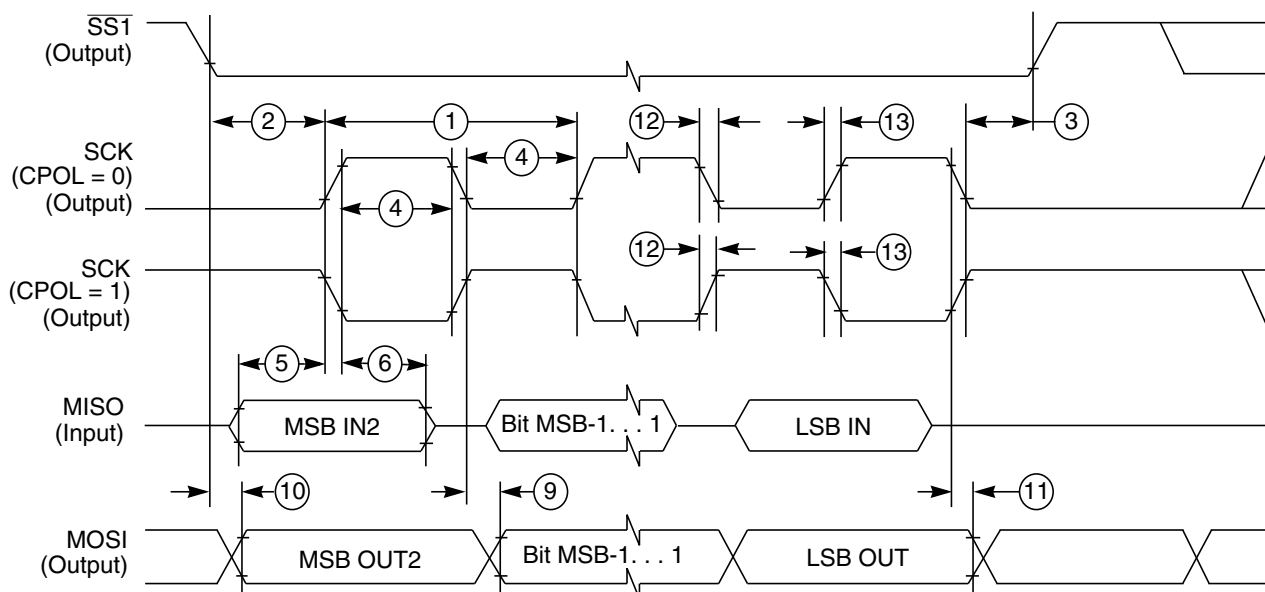 SS1
(Output)
2
1
12
13
3
SCK
(CPOL = 0)
(Output)
4
4
SCK
(CPOL = 1)
(Output)
12
13
5
6
MISO
(Input)
MSB IN2
Bit MSB-1. . . 1
LSB IN
10
9
11
MOSI
(Output)
MSB OUT2
Bit MSB-1. . . 1
LSB OUT